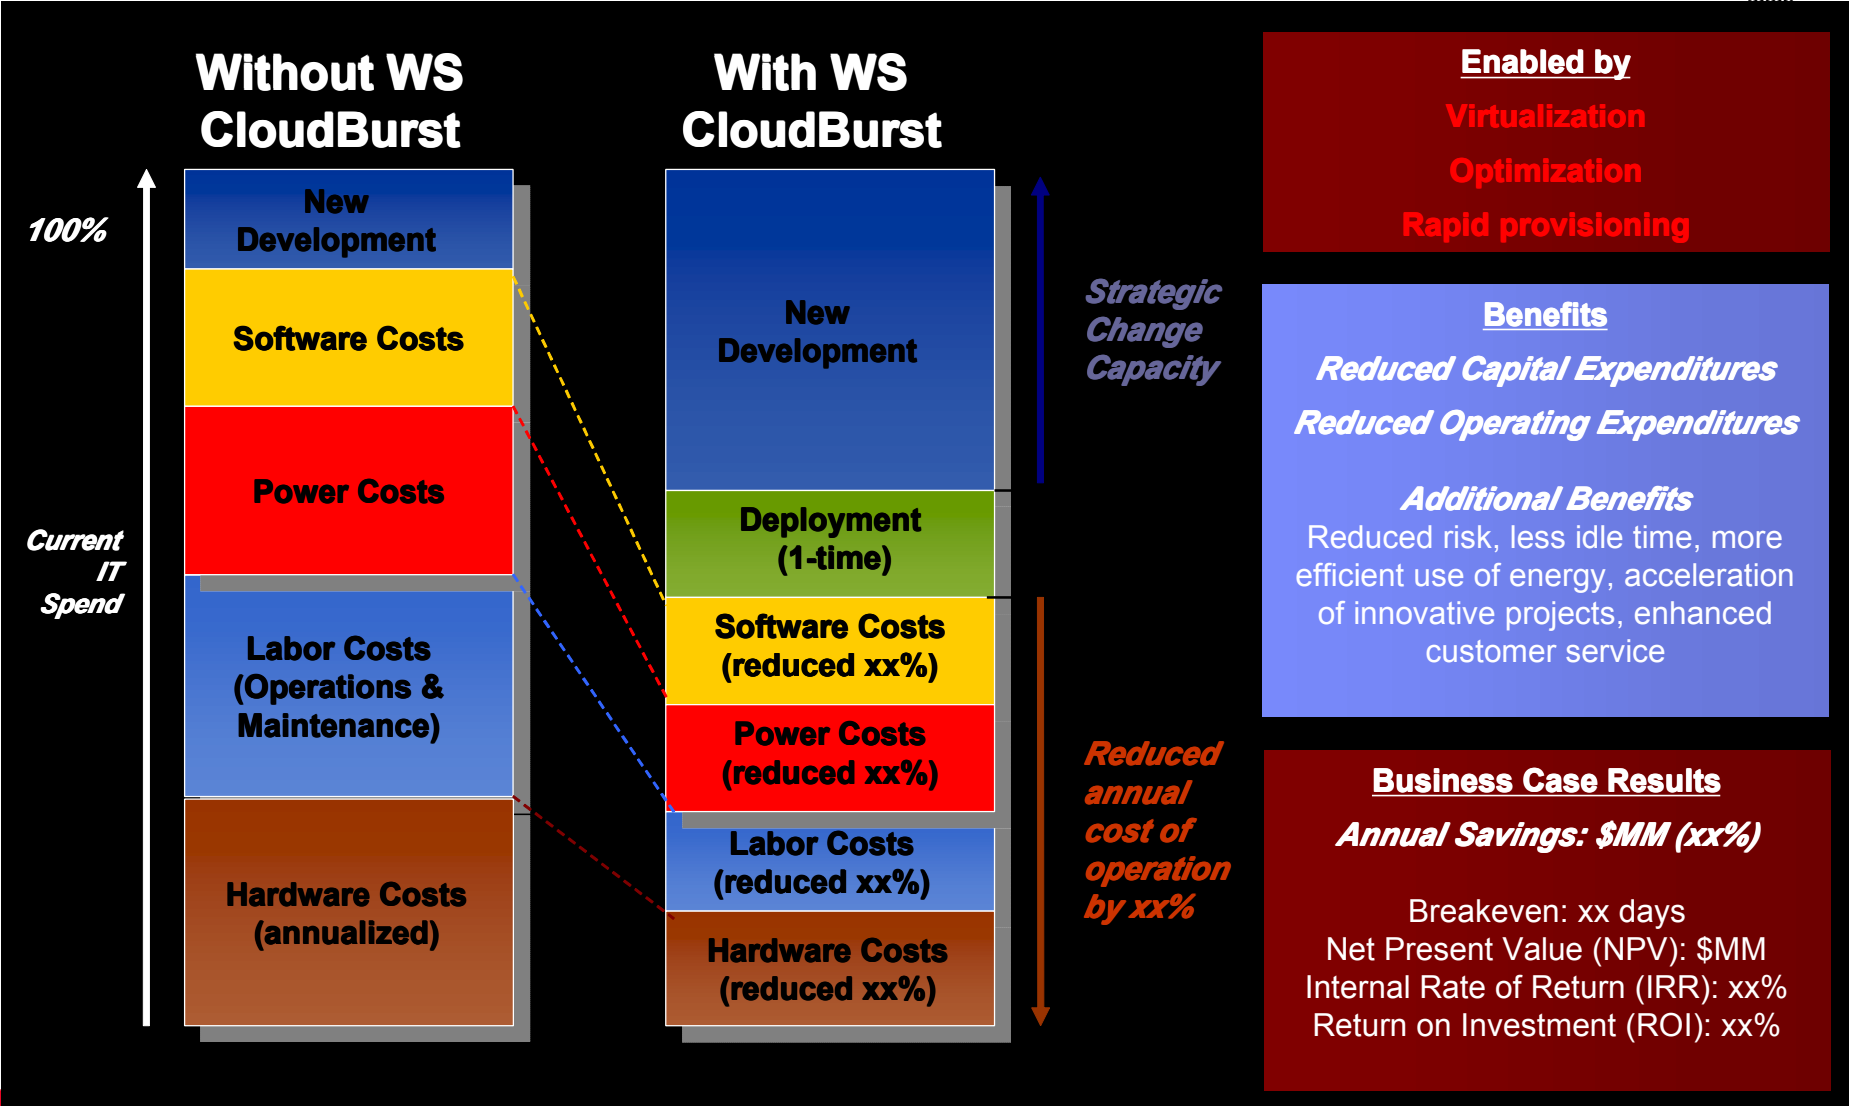 Without WS
CloudBurst
With WS
CloudBurst
100%
Current
IT
Spend
New
Development
Software Costs
Power Costs
Labor Costs
(Operations &
Maintenance)
Hardware Costs
(annualized)
New
Development
Deployment
(1-time)
Software Costs
(reduced xx%)
Power Costs
(reduced xx%)
Labor Costs
(reduced xx%)
Hardware Costs
(reduced xx%)
Strategic
Change
Capacity
Reduced
annual
cost of
operation
by xx%
Enabled by
Virtualization
Optimization
Rapid provisioning
Benefits
Reduced Capital Expenditures
Reduced Operating Expenditures
Additional Benefits
Reduced risk, less idle time, more
efficient use of energy, acceleration
of innovative projects, enhanced
customer service
Business Case Results
Annual Savings: $MM (xx%)
Breakeven: xx days
Net Present Value (NPV): $MM
Internal Rate of Return (IRR): xx%
Return on Investment (ROI): xx%